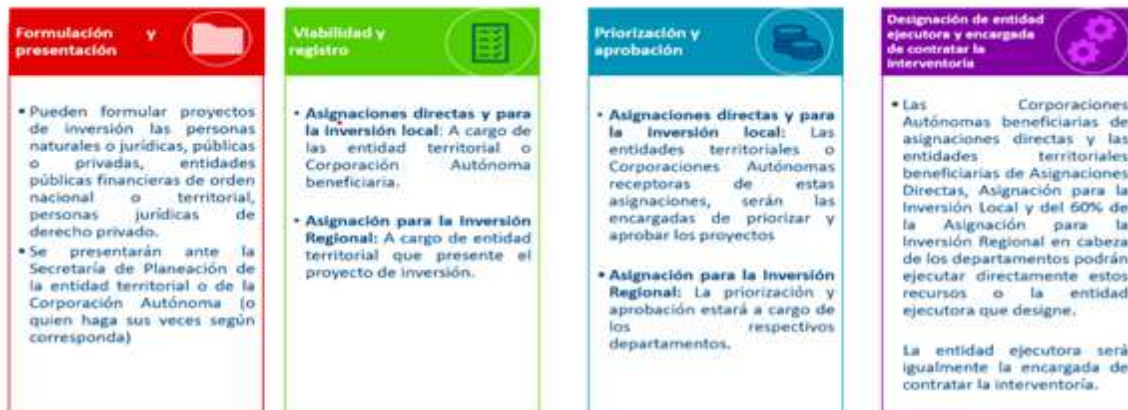 Formulación y
presentación
• Pueden formular proyectos
de inversión las personas
naturales o jurídicas, públicas
o privadas, entidades
públicas financieras de orden
nacional o territorial,
personas jurídicas de
derecho privado.
• Se presentarán ante la
Secretaría de Planeación de
la entidad territorial o de la
Corporación Autónoma (o
quien haga sus veces según
corresponda)
Viabilidad y
registro
• Asignaciones directas y para
la inversión local: A cargo de
las entidad territorial o
Corporación Autónoma
beneficiaria.
• Asignación para la Inversión
Regional: A cargo de entidad
territorial que presente el
proyecto de inversión.
Priorización y
aprobación
• Asignaciones directas y para
la inversión local: Las
entidades territoriales o
Corporaciones Autónomas
receptoras de estas
asignaciones, serán las
encargadas de priorizar y
aprobar los proyectos
• Asignación para la Inversión
Regional: La priorización y
aprobación estará a cargo de
los respectivos
departamentos.
Designación de entidad
ejecutora y encargada
de contratar la
interventoría
• Las Corporaciones
Autónomas beneficiarias de
asignaciones directas y las
entidades territoriales
beneficiarias de Asignaciones
Directas, Asignación para la
Inversión Local y del 60% de
la Asignación para la
Inversión Regional en cabeza
de los departamentos podrán
ejecutar directamente estos
recursos o la entidad
ejecutora que designe.
La entidad ejecutora será
igualmente la encargada de
contratar la interventoría.